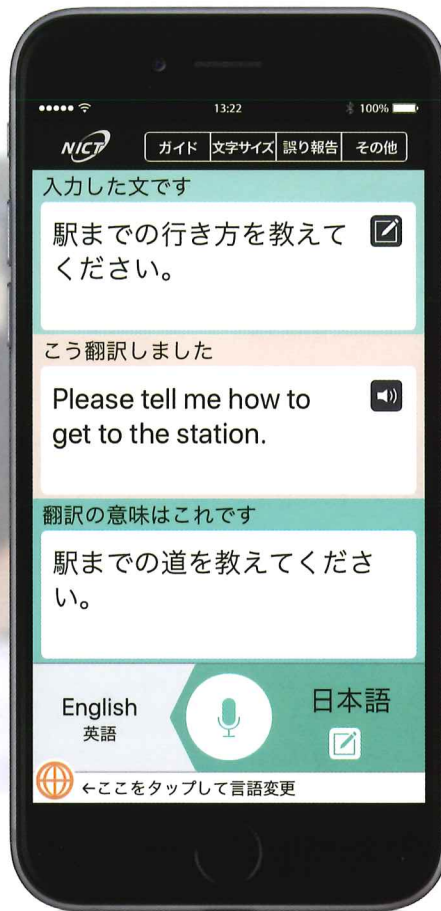 13:22
100%
NICT
ガイド 文字サイズ 誤り報告 その他
入力した文です
駅までの行き方を教えて
ください。
こう翻訳しました
Please tell me how to
get to the station.
翻訳の意味はこれです
駅までの道を教えてくださ
い。
English
英語
日本語
←ここをタップして言語変更